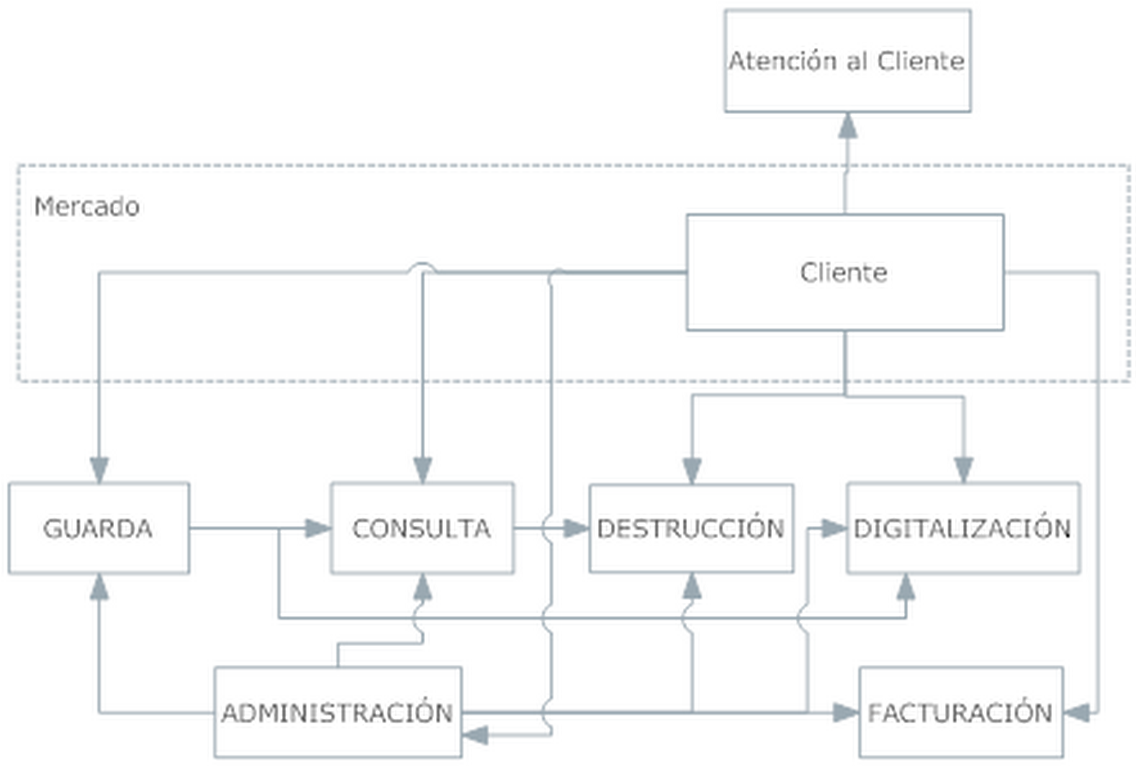 Atención al Cliente
Mercado
Cliente
GUARDA
CONSULTA
DESTRUCCIÓN
DIGITALIZACIÓN
ADMINISTRACIÓN
FACTURACIÓN